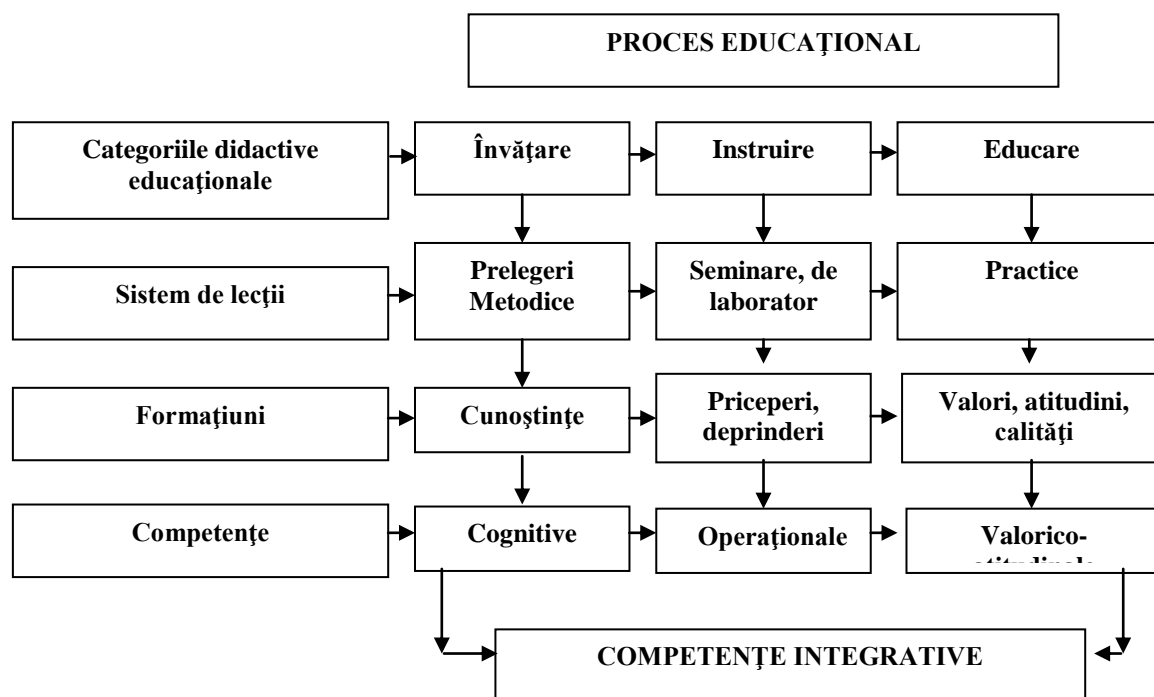 PROCES EDUCAŢIONAL
Categoriile didactive
educaţionale
Învăţare
Instruire
Educare
Sistem de lecţii
Prelegeri
Metodice
Seminare, de
laborator
Practice
Formaţiuni
Cunoştinţe
Priceperi,
deprinderi
Valori, atitudini,
calităţi
Competenţe
Cognitive
Operaţionale
Valorico-
atitudinale
COMPETENŢE INTEGRATIVE